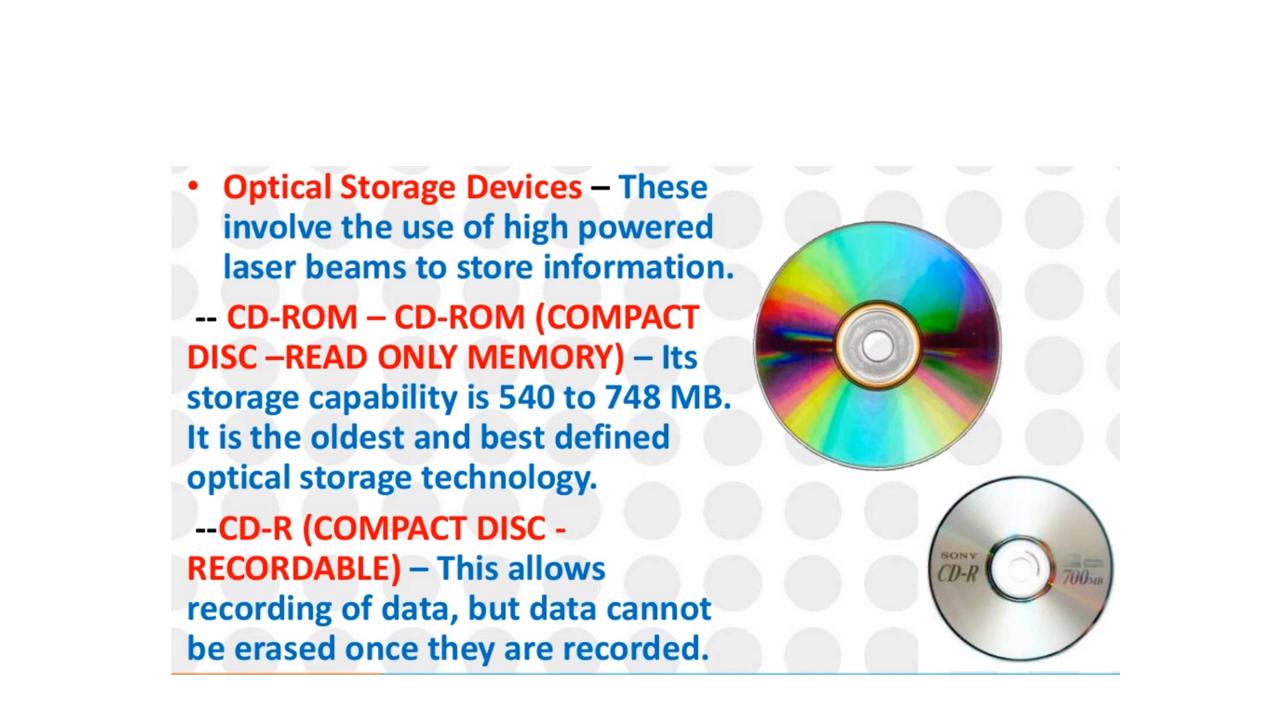 • Optical Storage Devices – These
involve the use of high powered
laser beams to store information.
-- CD-ROM – CD-ROM (COMPACT
DISC –READ ONLY MEMORY) – Its
storage capability is 540 to 748 MB.
It is the oldest and best defined
optical storage technology.
--CD-R (COMPACT DISC -
RECORDABLE) – This allows
recording of data, but data cannot
be erased once they are recorded.
SONY
CD-R
700MB